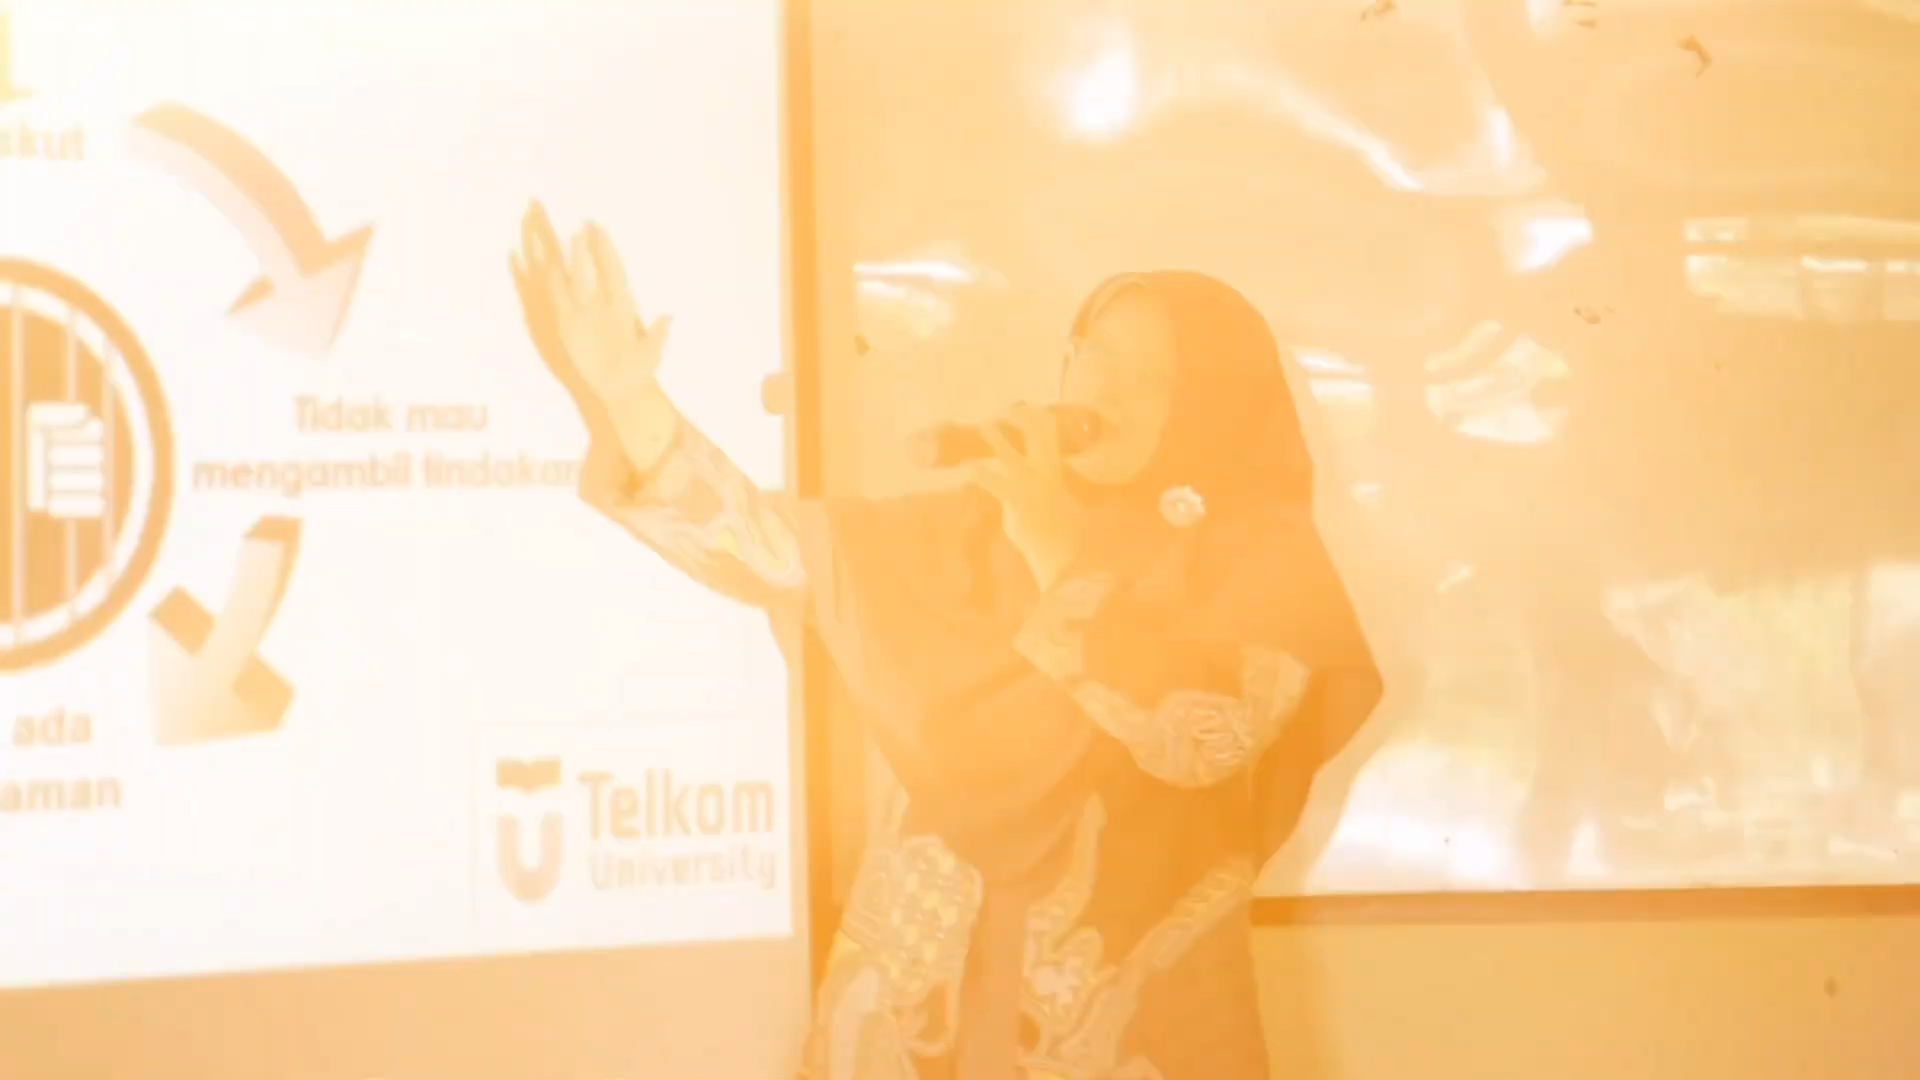 Tidak mau
mengambil tindakan
ada
aman
Telkom
University